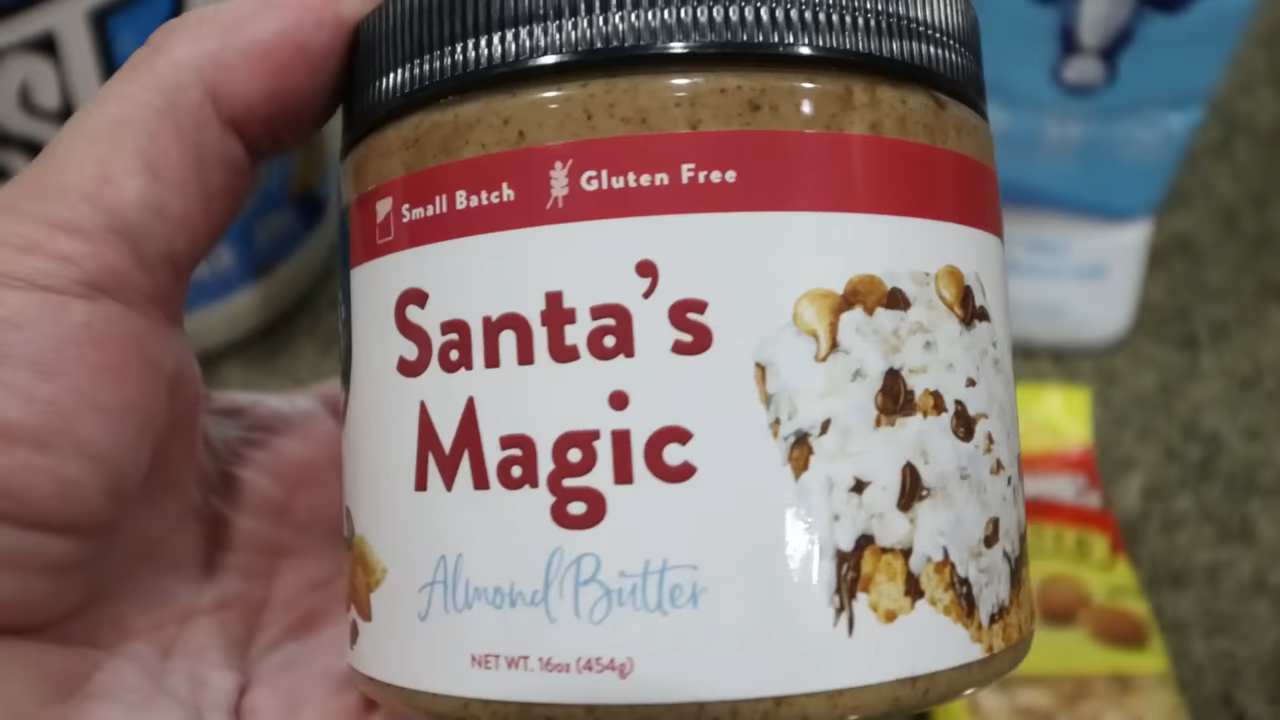 Small Batch
Gluten Free
Santa's
Magic
Almond Butter
NET WT. 16oz (454g)